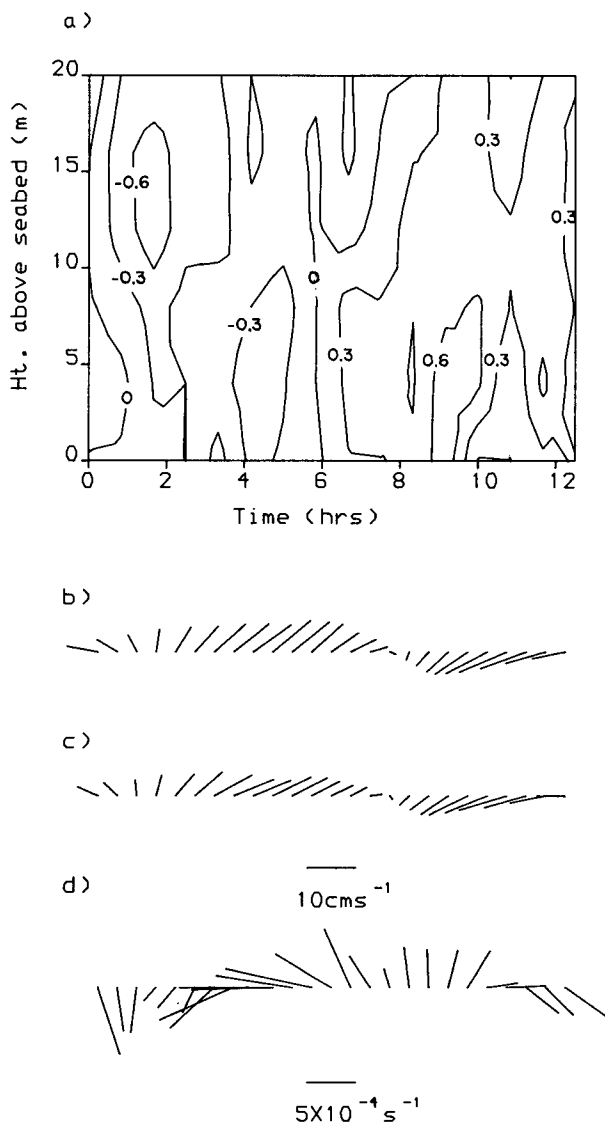 a)
20
15
10
5
0
Ht. above seabed (m)
-0.6
-0.3
0
-0.3
0
0.3
0.6
0.3
0.3
0.3
0 2 4 6 8 10 12
Time (hrs)
b)
c)
10cms⁻¹
d)
5X10⁻⁴s⁻¹